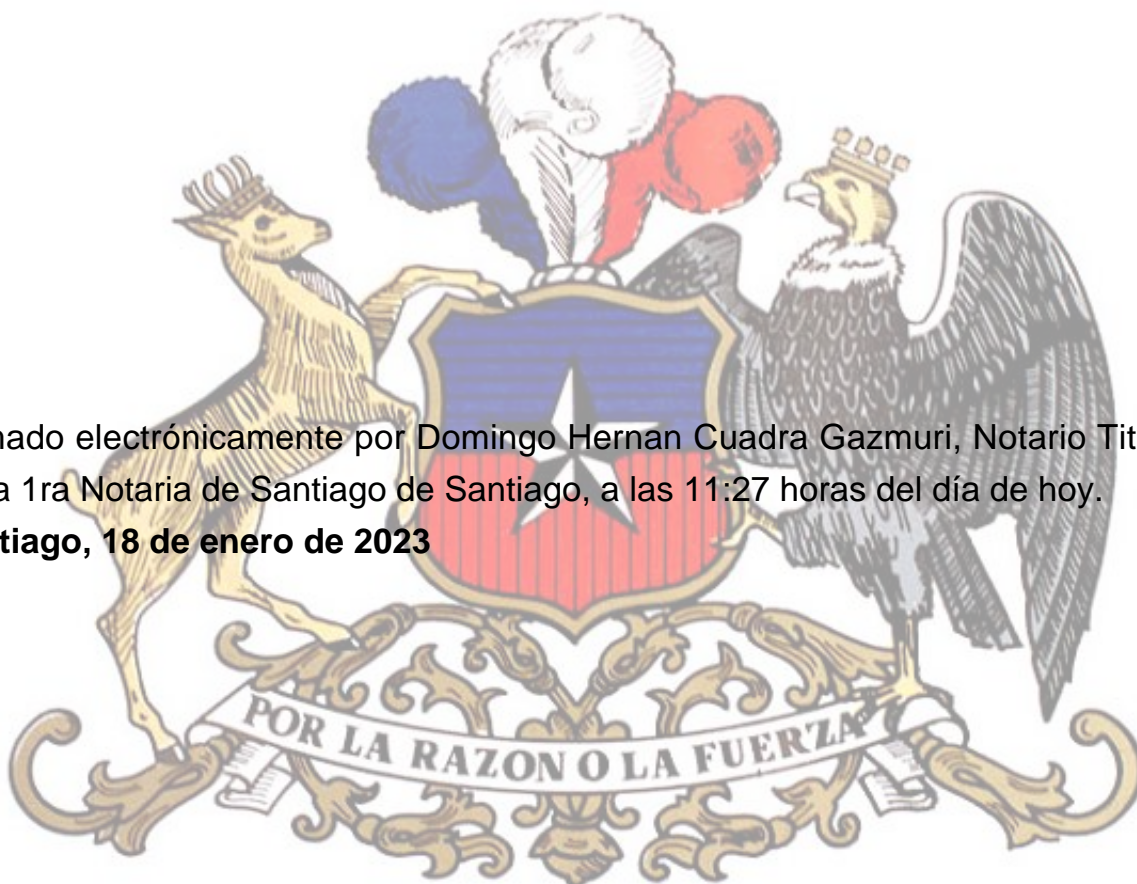 nado electrónicamente por Domingo Hernan Cuadra Gazmuri, Notario Tit
a 1ra Notaria de Santiago de Santiago, a las 11:27 horas del día de hoy.
tiago, 18 de enero de 2023
POR LA RAZON O LA FUERZA